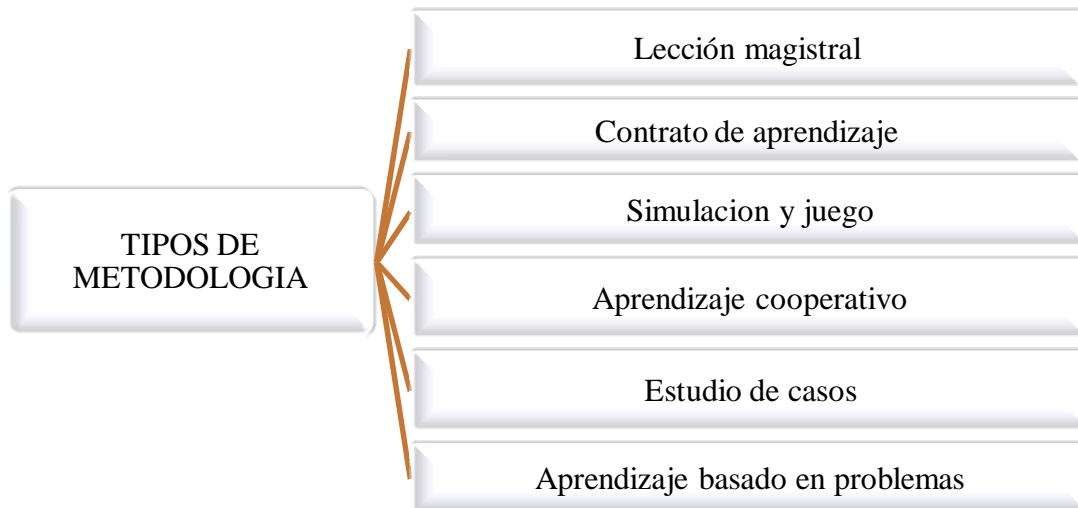 Lección magistral
Contrato de aprendizaje
Simulacion y juego
TIPOS DE
METODOLOGIA
Aprendizaje cooperativo
Estudio de casos
Aprendizaje basado en problemas